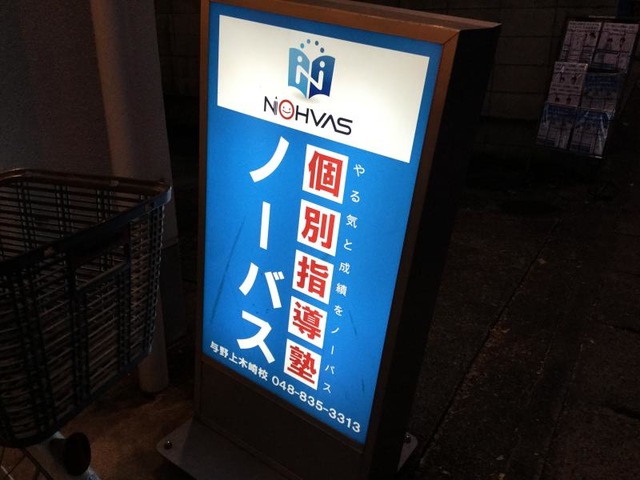 NOHVAS
やる気と成績をノーバス
個別指導塾
ノーバス
与野上木崎校 048-835-3313